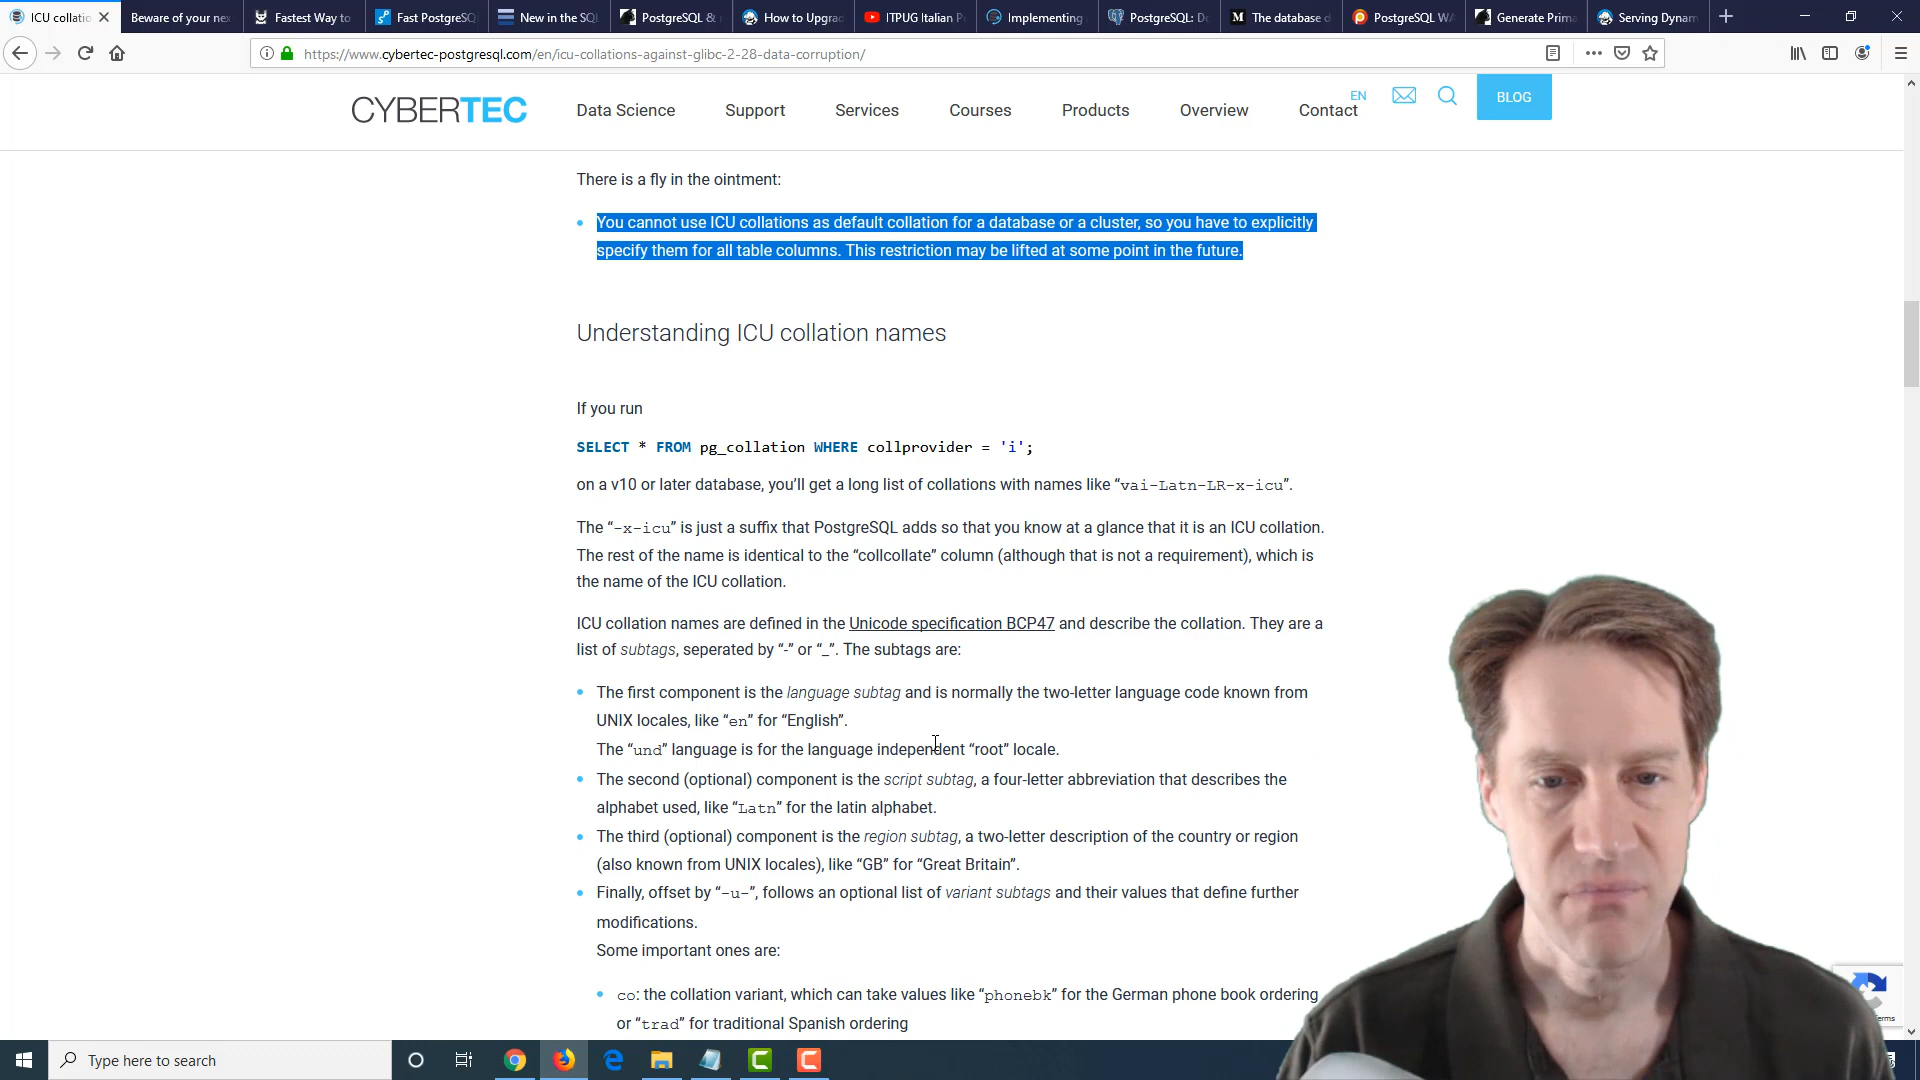 ICU collatio
Beware of your nex
Fastest Way to
Fast PostgreSQ
New in the SQL
PostgreSQL &
How to Upgrad
ITPUG Italian P
Implementing
PostgreSQL: D
The database d
PostgreSQL WA
Generate Prima
Serving Dynam
https://www.cybertec-postgresql.com/en/icu-collations-against-glibc-2-28-data-corruption/
CYBERTEC
Data Science
Support
Services
Courses
Products
Overview
Contact
EN
BLOG
There is a fly in the ointment:
You cannot use ICU collations as default collation for a database or a cluster, so you have to explicitly
specify them for all table columns. This restriction may be lifted at some point in the future.
Understanding ICU collation names
If you run
SELECT * FROM pg_collation WHERE collprovider = 'i';
on a v10 or later database, you’ll get a long list of collations with names like “vai-Latn-LR-x-icu”.
The “-x-icu” is just a suffix that PostgreSQL adds so that you know at a glance that it is an ICU collation.
The rest of the name is identical to the “collcollate” column (although that is not a requirement), which is
the name of the ICU collation.
ICU collation names are defined in the Unicode specification BCP47 and describe the collation. They are a
list of subtags, seperated by “-” or “_”. The subtags are:
The first component is the language subtag and is normally the two-letter language code known from
UNIX locales, like “en” for “English”.
The “und” language is for the language independent “root” locale.
The second (optional) component is the script subtag, a four-letter abbreviation that describes the
alphabet used, like “Latn” for the latin alphabet.
The third (optional) component is the region subtag, a two-letter description of the country or region
(also known from UNIX locales), like “GB” for “Great Britain”.
Finally, offset by “-u-”, follows an optional list of variant subtags and their values that define further
modifications.
Some important ones are:
co: the collation variant, which can take values like “phonebk” for the German phone book ordering
or “trad” for traditional Spanish ordering
Type here to search